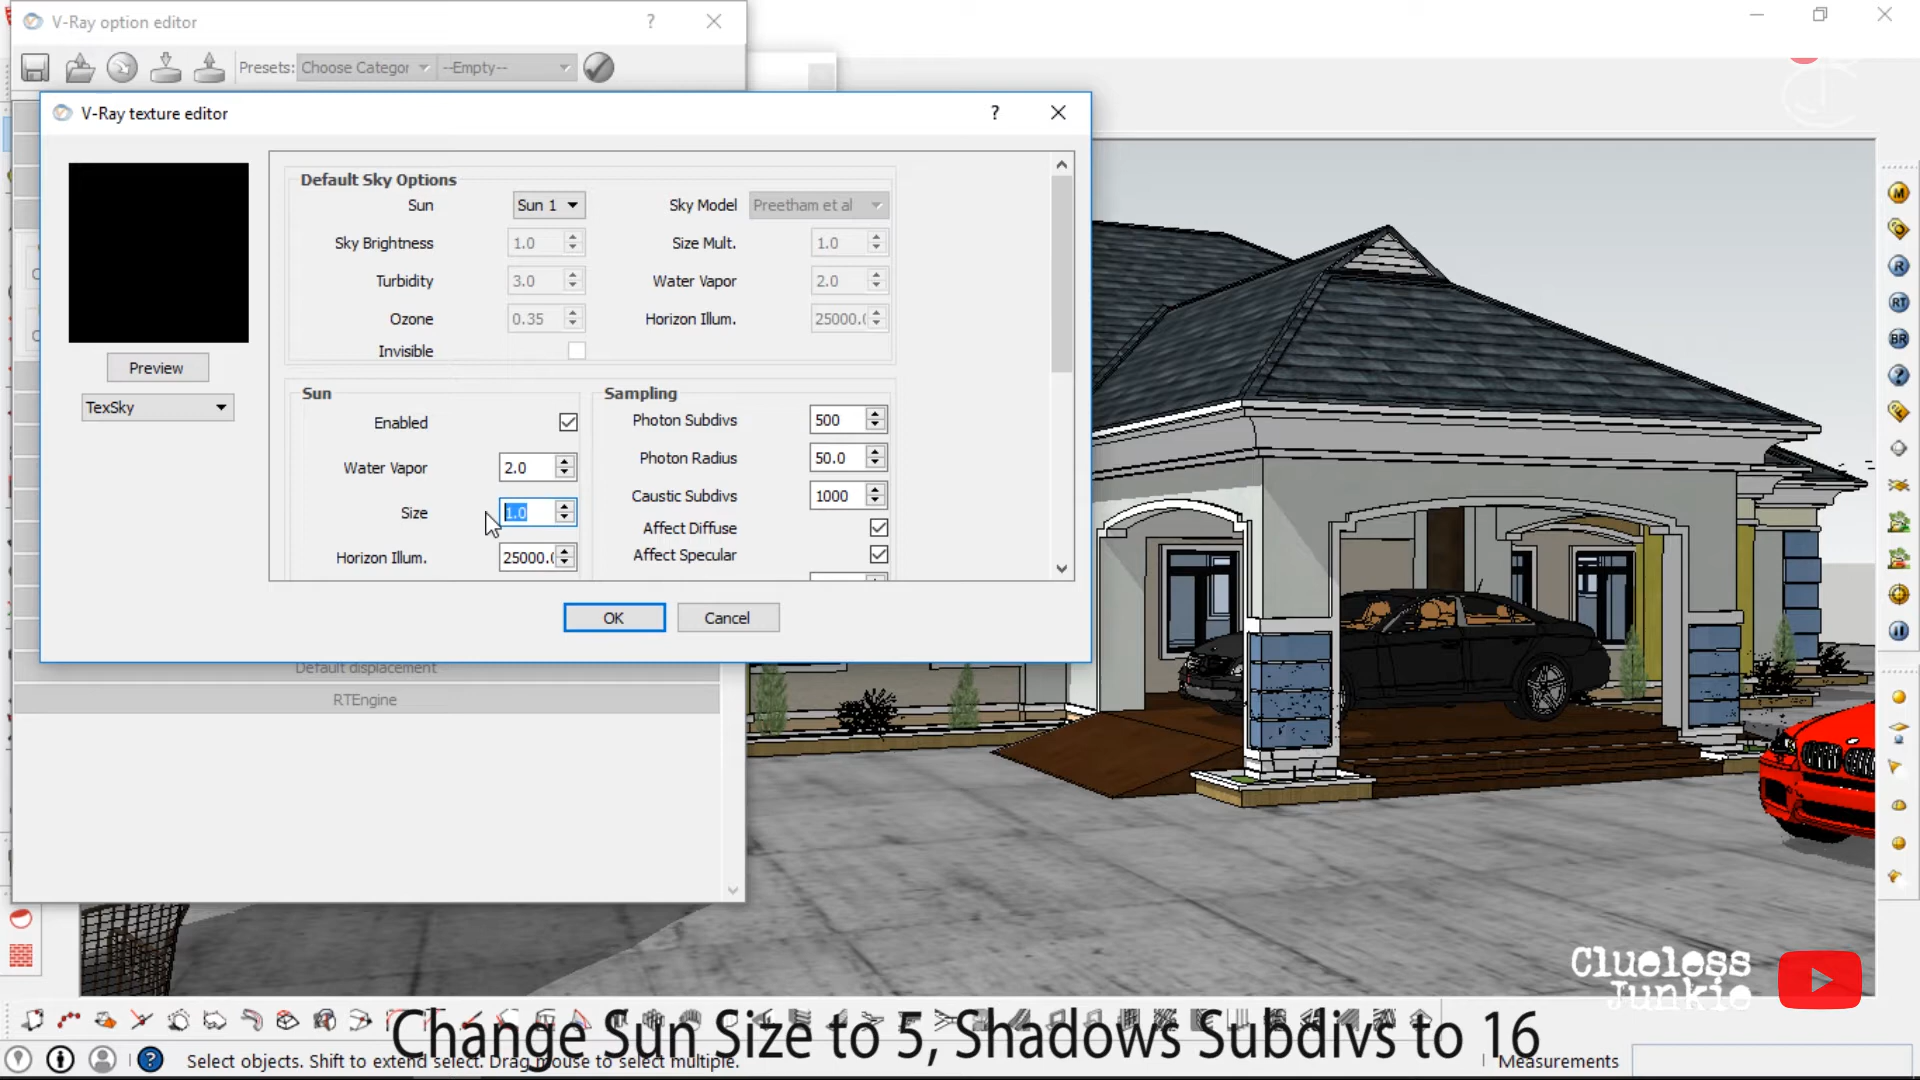 V-Ray option editor
?
Presets: Choose Categor --Empty--
V-Ray texture editor
?
Default Sky Options
Sun Sun 1 Sky Model Preetham et al
Sky Brightness 1.0 Size Mult. 1.0
Turbidity 3.0 Water Vapor 2.0
Ozone 0.35 Horizon Illum. 25000.(
Invisible
Preview
TexSky
Sun Sampling
Enabled Photon Subdivs 500
Water Vapor 2.0 Photon Radius 50.0
Size 1.0 Caustic Subdivs 1000
Affect Diffuse
Horizon Illum. 25000.( Affect Specular
OK Cancel
Default displacement
RTEngine
M
R
RT
BR
?
Clueless
Junkie
Change Sun Size to 5, Shadows Subdivs to 16
Select objects. Shift to extend select. Drag mouse to select multiple.
Measurements